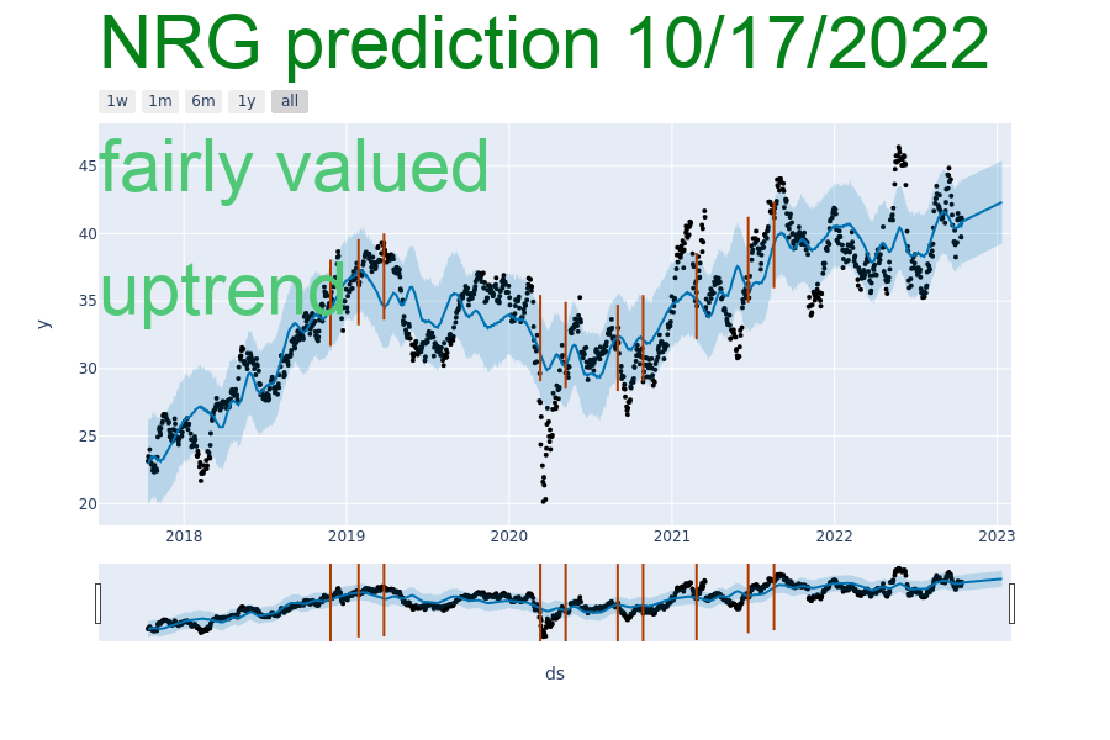 NRG prediction 10/17/2022
1w 1m 6m 1y all
fairly valued
uptrend
45
40
35
30
25
20
y
2018 2019 2020 2021 2022 2023
ds